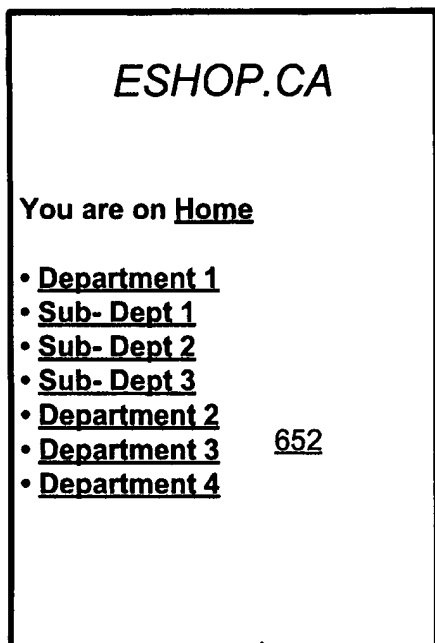 ESHOP.CA
You are on Home
• Department 1
• Sub- Dept 1
• Sub- Dept 2
• Sub- Dept 3
• Department 2
• Department 3
• Department 4
652